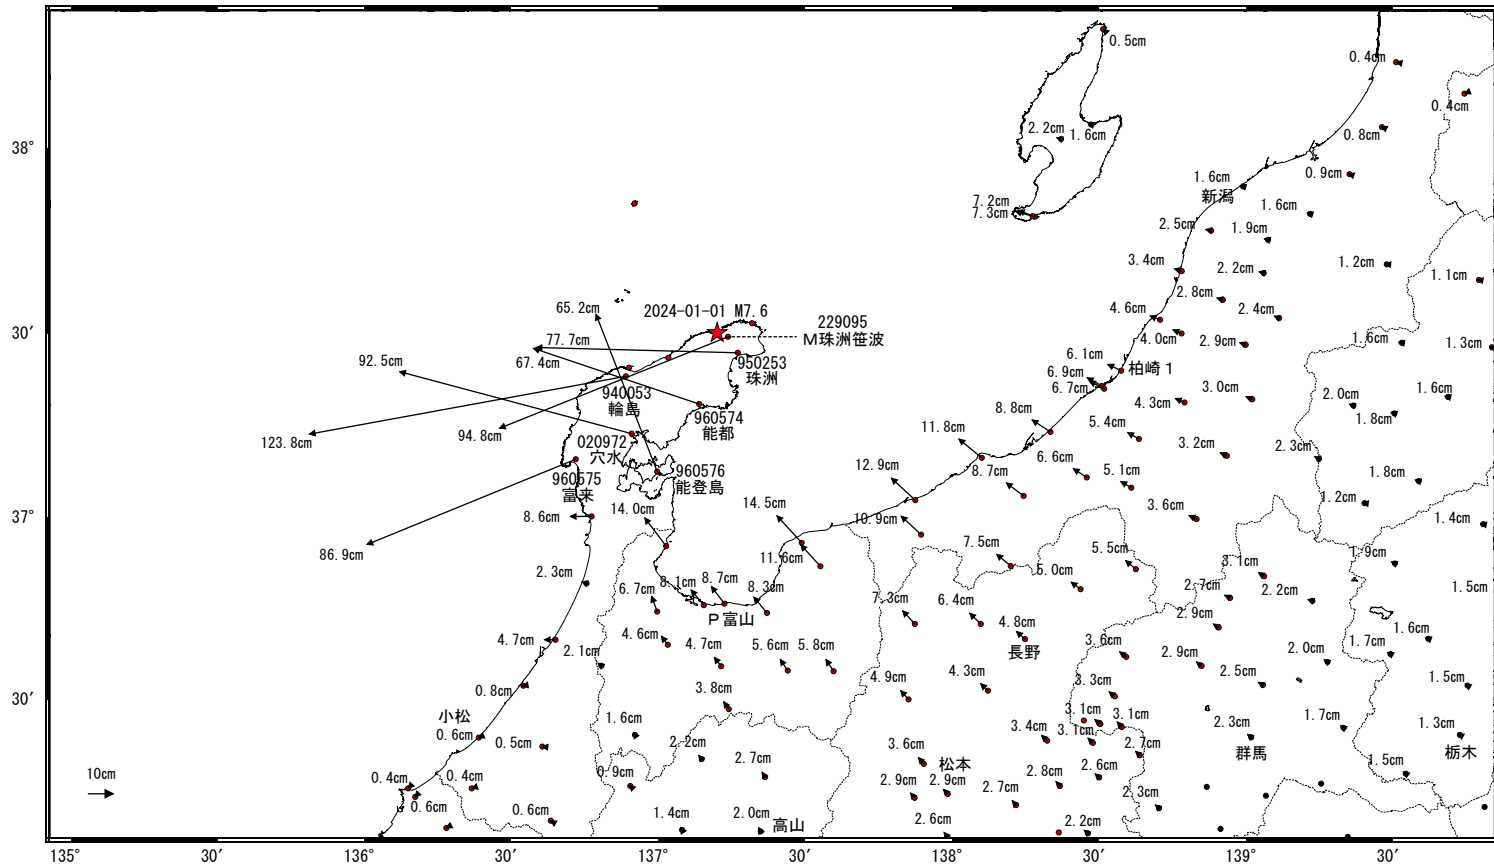 0.5cm
0.4cm
0.4cm
2.2cm
1.6cm
0.8cm
38°
0.9cm
1.6cm
新潟
7.2cm
7.3cm
1.6cm
2.5cm
1.9cm
3.4cm
2.2cm
1.2cm
1.1cm
2.8cm
65.2cm
2024-01-01 M7.6
4.6cm
2.4cm
229095
M珠洲笹波
30′
77.7cm
4.0cm
2.9cm
1.6cm
1.3cm
92.5cm
67.4cm
950253
珠洲
6.1cm
柏崎1
6.9cm
6.7cm
940053
輪島
3.0cm
2.0cm
1.6cm
4.3cm
960574
能都
1.8cm
123.8cm
94.8cm
8.8cm
5.4cm
020972
穴水
11.8cm
3.2cm
2.3cm
960576
能登島
960575
富来
12.9cm
8.7cm
6.6cm
5.1cm
1.8cm
14.0cm
14.5cm
1.2cm
37°
8.6cm
10.9cm
3.6cm
1.4cm
86.9cm
11.6cm
7.5cm
5.5cm
3.1cm
1.9cm
2.3cm
6.7cm
8.1cm
8.7cm
8.3cm
5.0cm
2.7cm
2.2cm
1.5cm
7.3cm
6.4cm
2.9cm
P富山
4.8cm
長野
4.7cm
4.6cm
4.7cm
5.6cm
5.8cm
3.6cm
2.9cm
2.0cm
1.7cm
1.6cm
2.1cm
4.9cm
4.3cm
2.5cm
1.5cm
30′
0.8cm
3.8cm
3.3cm
小松
0.6cm
1.6cm
3.4cm
3.1cm
3.1cm
3.1cm
2.3cm
群馬
1.7cm
1.3cm
栃木
0.5cm
2.2cm
2.7cm
3.6cm
松本
2.7cm
0.4cm
0.4cm
0.9cm
2.9cm
2.9cm
2.8cm
2.6cm
1.5cm
10cm
0.6cm
0.6cm
1.4cm
2.0cm
高山
2.6cm
2.7cm
2.2cm
2.3cm
135°
30′
136°
30′
137°
30′
138°
30′
139°
30′